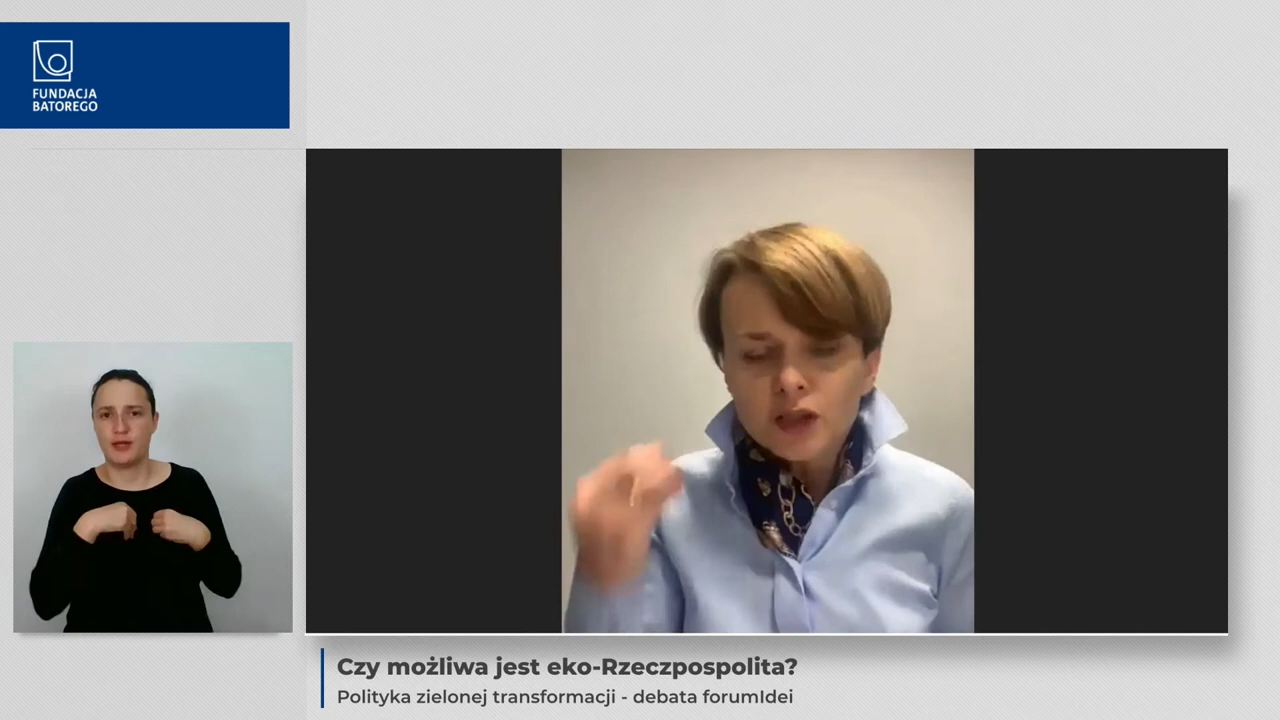 FUNDACJA
BATOREGO
Czy możliwa jest eko-Rzeczpospolita?
Polityka zielonej transformacji - debata forumIdei